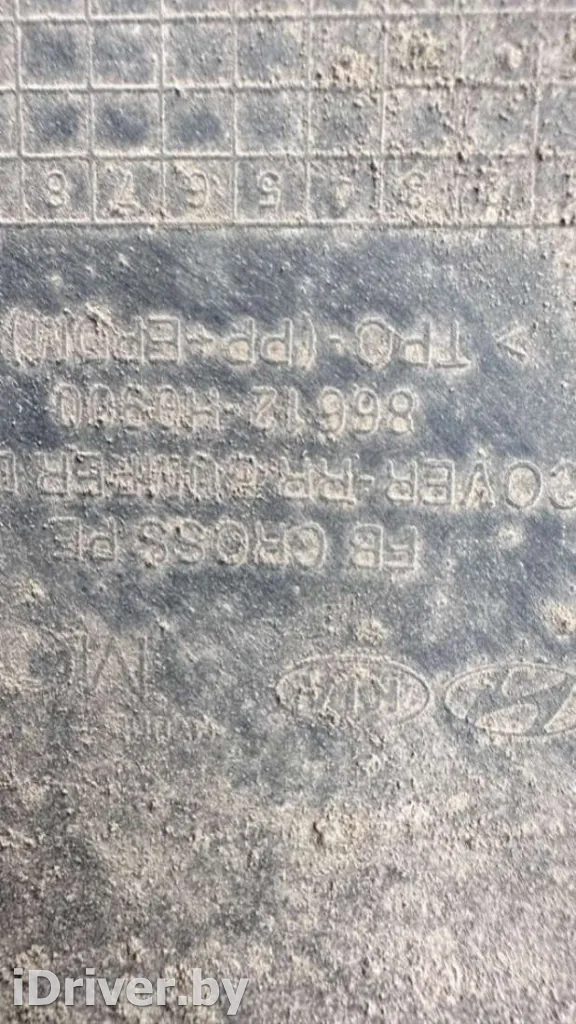 KIA
FB CROSS PE
COVER-RR BUMPER
86612-H0900
> TPO-(PP+EPDM)
3 4 5 6 7 8
iDriver.by